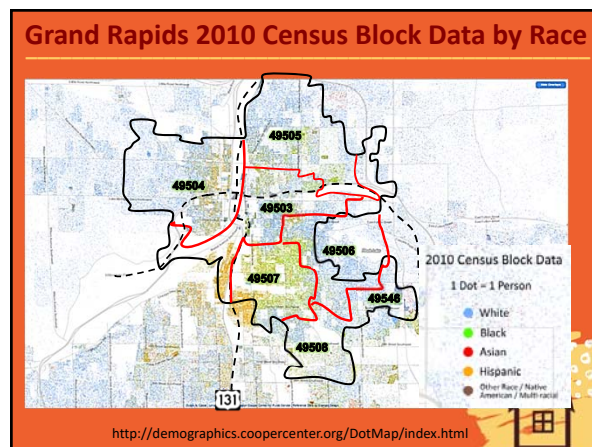 Grand Rapids 2010 Census Block Data by Race
49505
49504
49503
49506
49507
49546
49508
131
2010 Census Block Data
1 Dot = 1 Person
White
Black
Asian
Hispanic
Other Race / Native
American / Multi-racial
http://demographics.coopercenter.org/DotMap/index.html